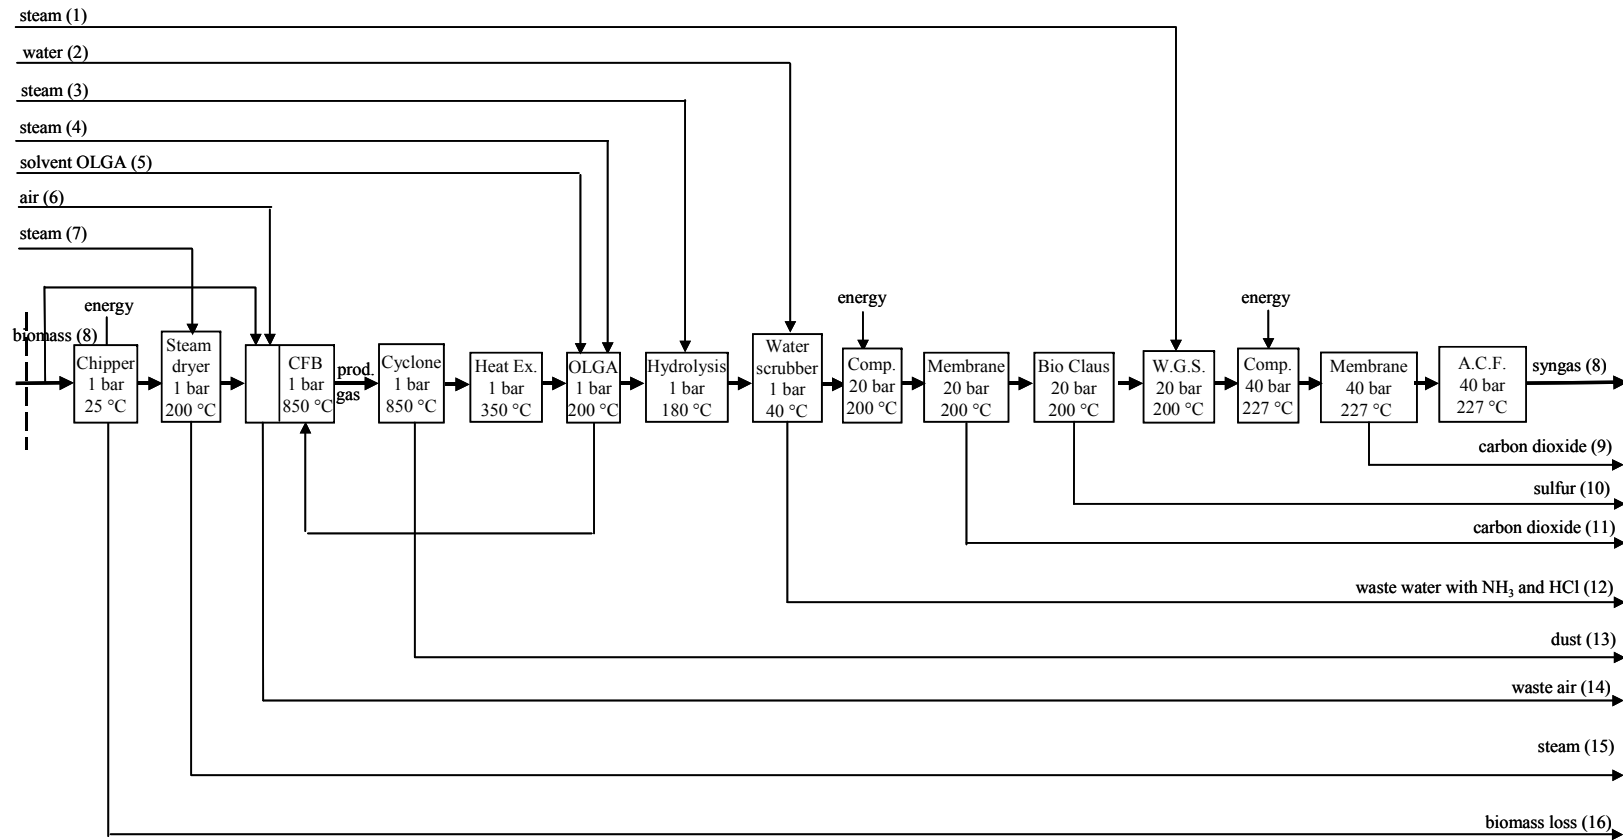 steam (1)
water (2)
steam (3)
steam (4)
solvent OLGA (5)
air (6)
steam (7)
energy
biomass (8)
Chipper
1 bar
25 °C
Steam
dryer
1 bar
200 °C
CFB
1 bar
850 °C
prod.
gas
Cyclone
1 bar
850 °C
Heat Ex.
1 bar
350 °C
OLGA
1 bar
200 °C
Hydrolysis
1 bar
180 °C
Water
scrubber
1 bar
40 °C
energy
Comp.
20 bar
200 °C
Membrane
20 bar
200 °C
Bio Claus
20 bar
200 °C
W.G.S.
20 bar
200 °C
energy
Comp.
40 bar
227 °C
Membrane
40 bar
227 °C
A.C.F.
40 bar
227 °C
syngas (8)
carbon dioxide (9)
sulfur (10)
carbon dioxide (11)
waste water with NH₃ and HCl (12)
dust (13)
waste air (14)
steam (15)
biomass loss (16)